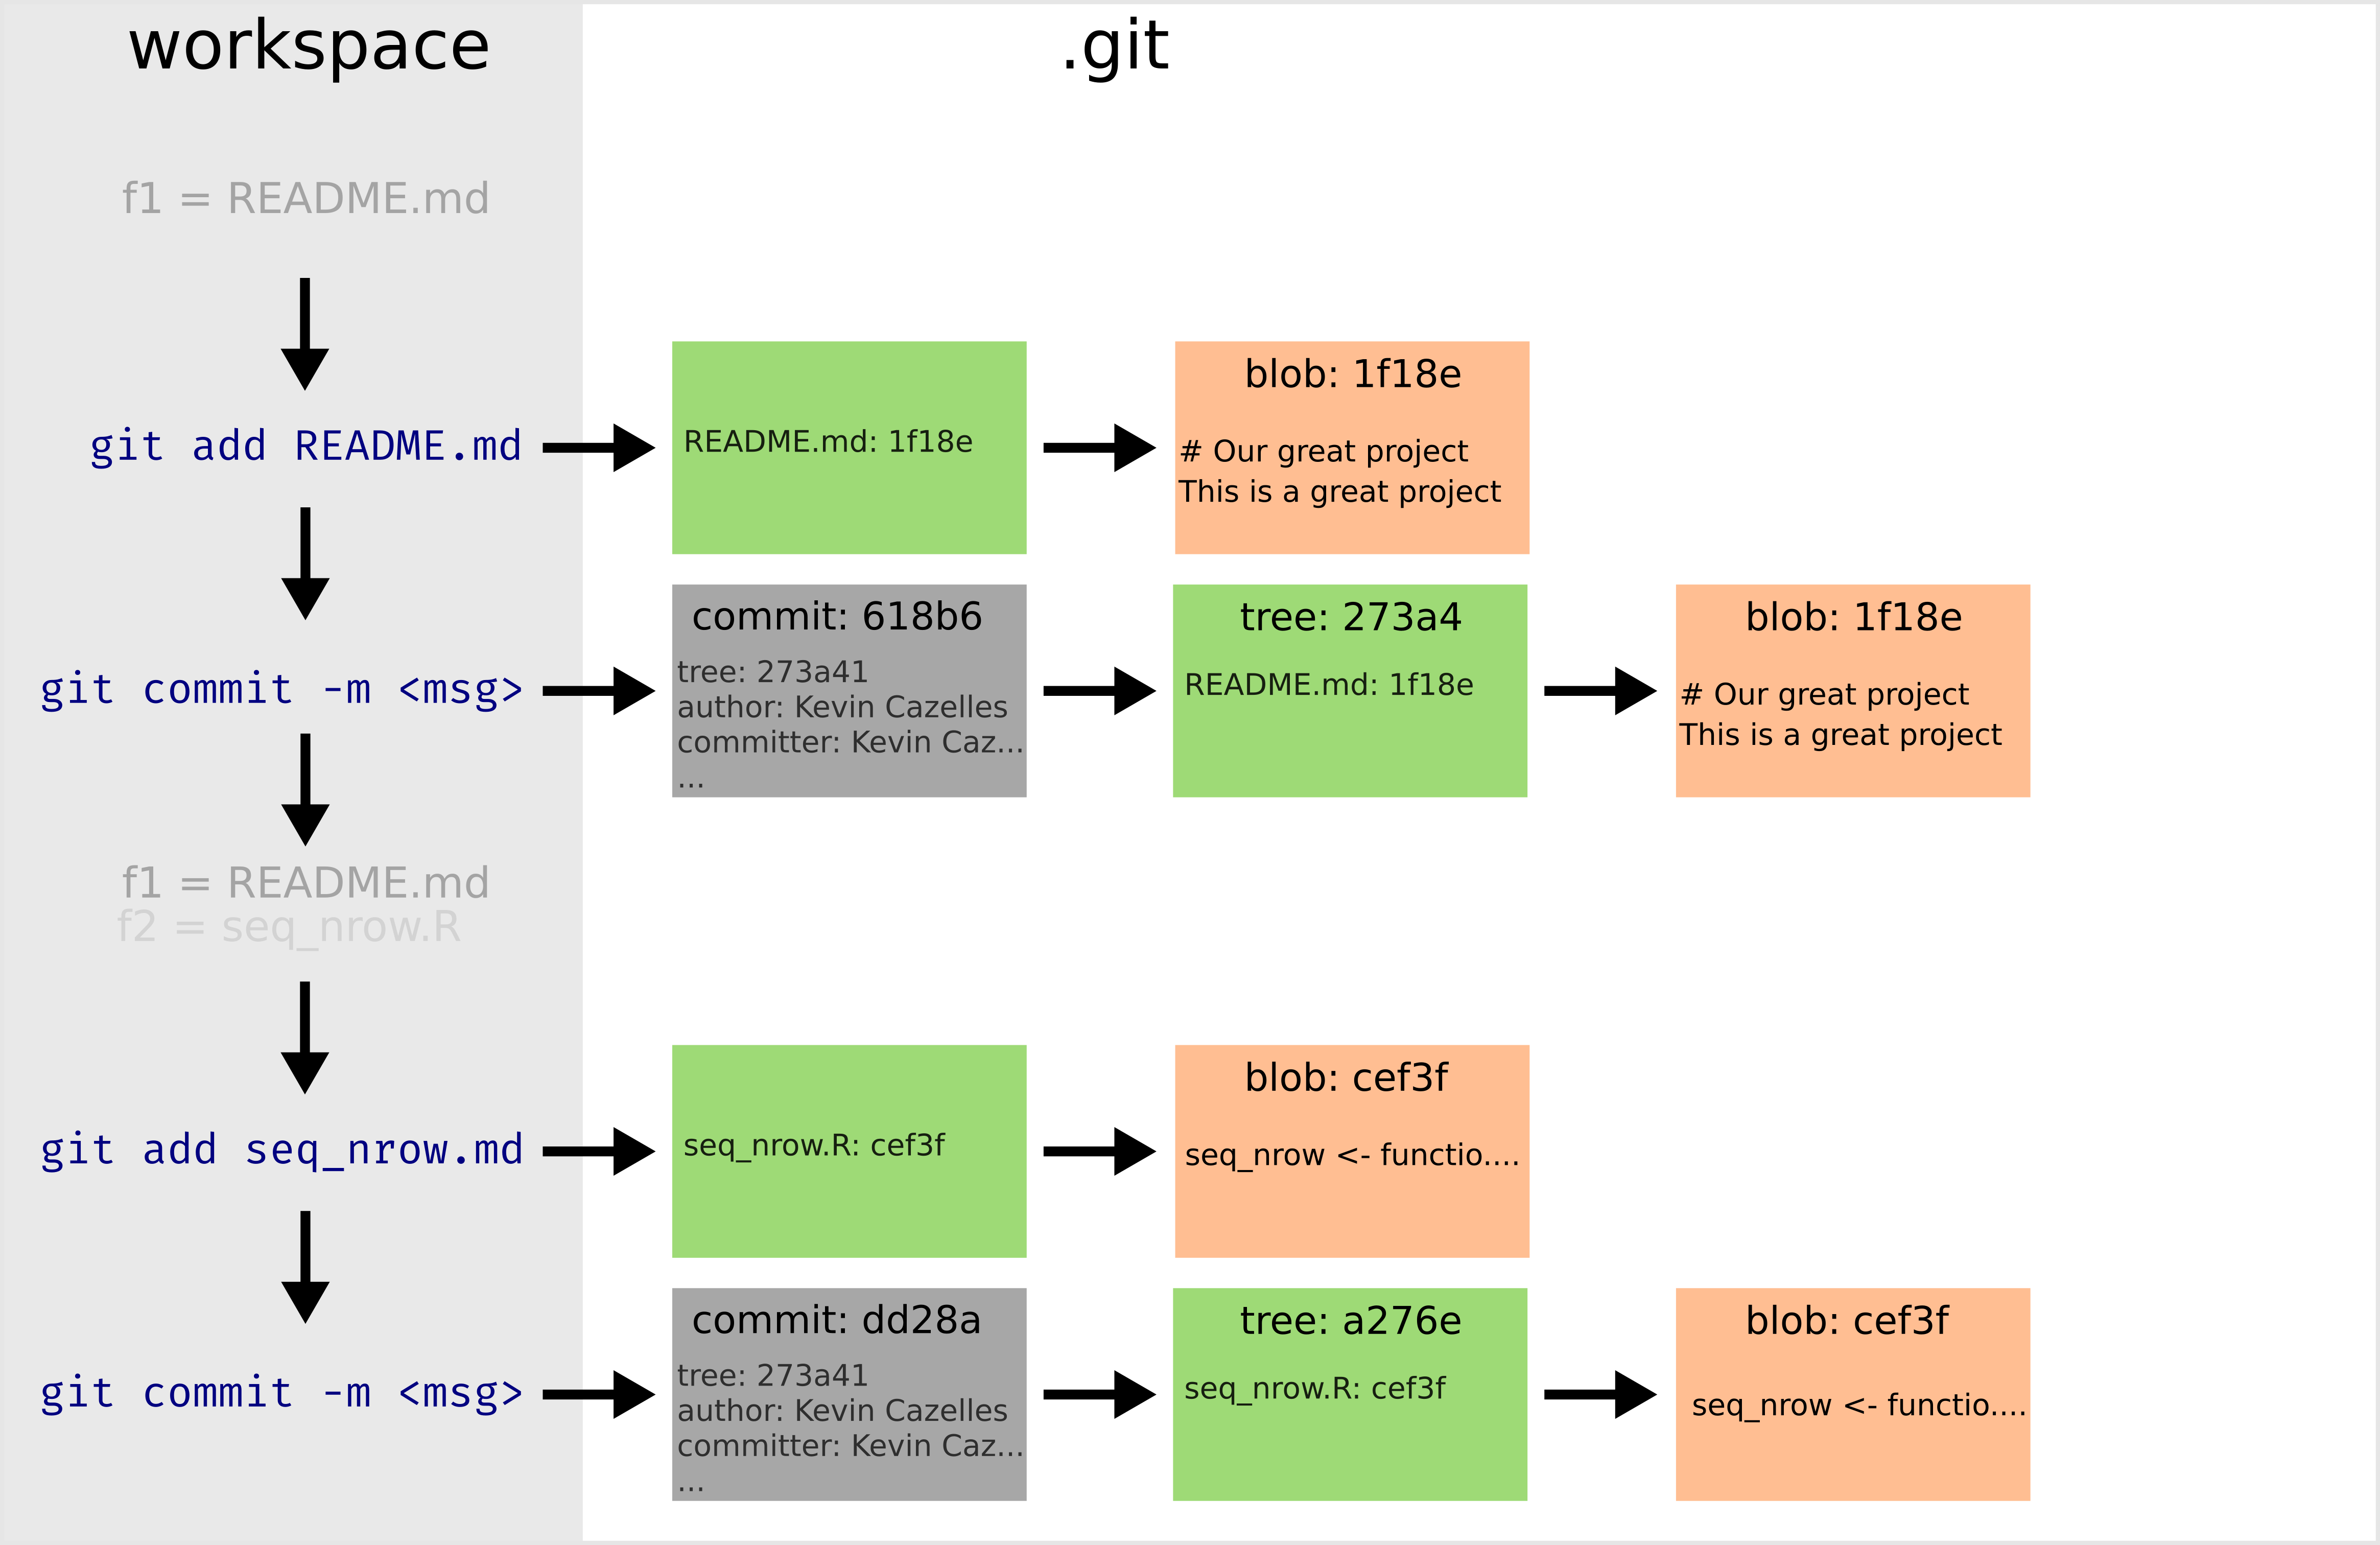 workspace
.git
f1 = README.md
git add README.md
README.md: 1f18e
blob: 1f18e
# Our great project
This is a great project
git commit -m <msg>
commit: 618b6
tree: 273a41
author: Kevin Cazelles
committer: Kevin Caz...
...
tree: 273a4
README.md: 1f18e
blob: 1f18e
# Our great project
This is a great project
f1 = README.md
f2 = seq_nrow.R
git add seq_nrow.md
seq_nrow.R: cef3f
blob: cef3f
seq_nrow <- functio....
git commit -m <msg>
commit: dd28a
tree: 273a41
author: Kevin Cazelles
committer: Kevin Caz...
...
tree: a276e
seq_nrow.R: cef3f
blob: cef3f
seq_nrow <- functio....